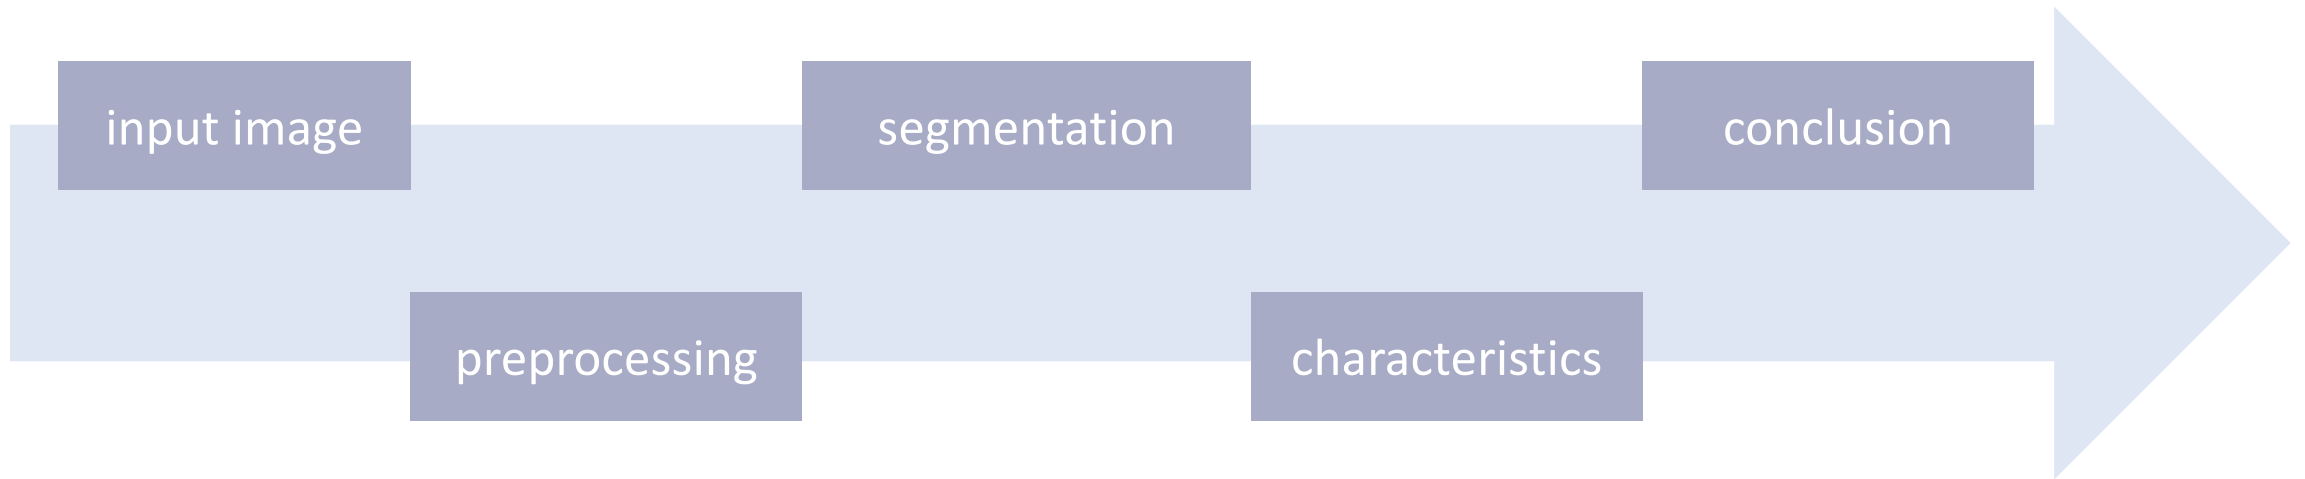 input image
preprocessing
segmentation
characteristics
conclusion